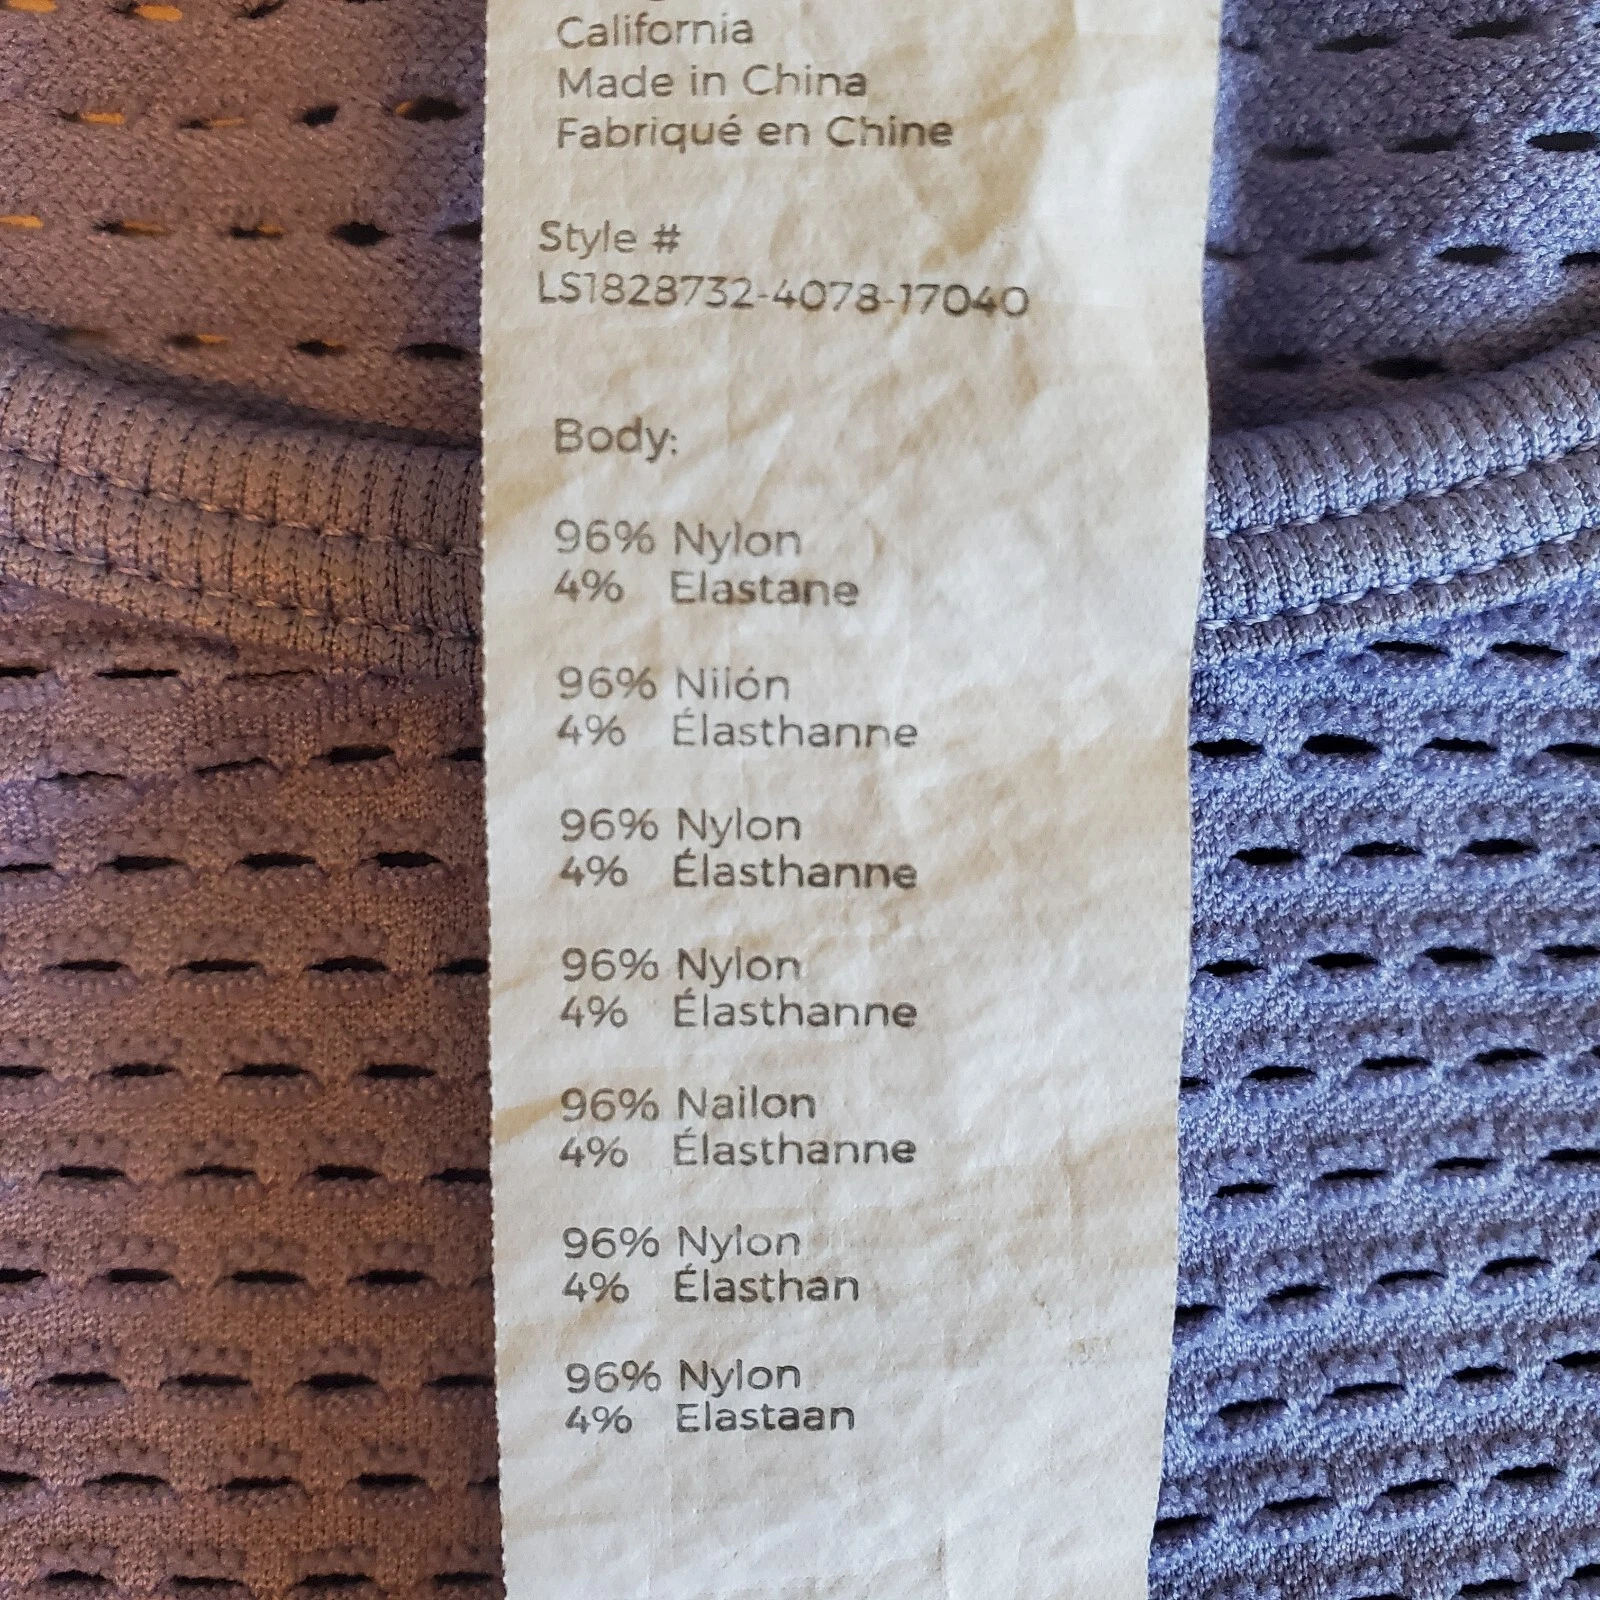 California
Made in China
Fabriqué en Chine
Style #
LS1828732-4078-17040
Body:
96% Nylon
4% Elastane
96% Nilón
4% Élasthanne
96% Nylon
4% Élasthanne
96% Nylon
4% Élasthanne
96% Nailon
4% Élasthanne
96% Nylon
4% Élasthan
96% Nylon
4% Elastaan